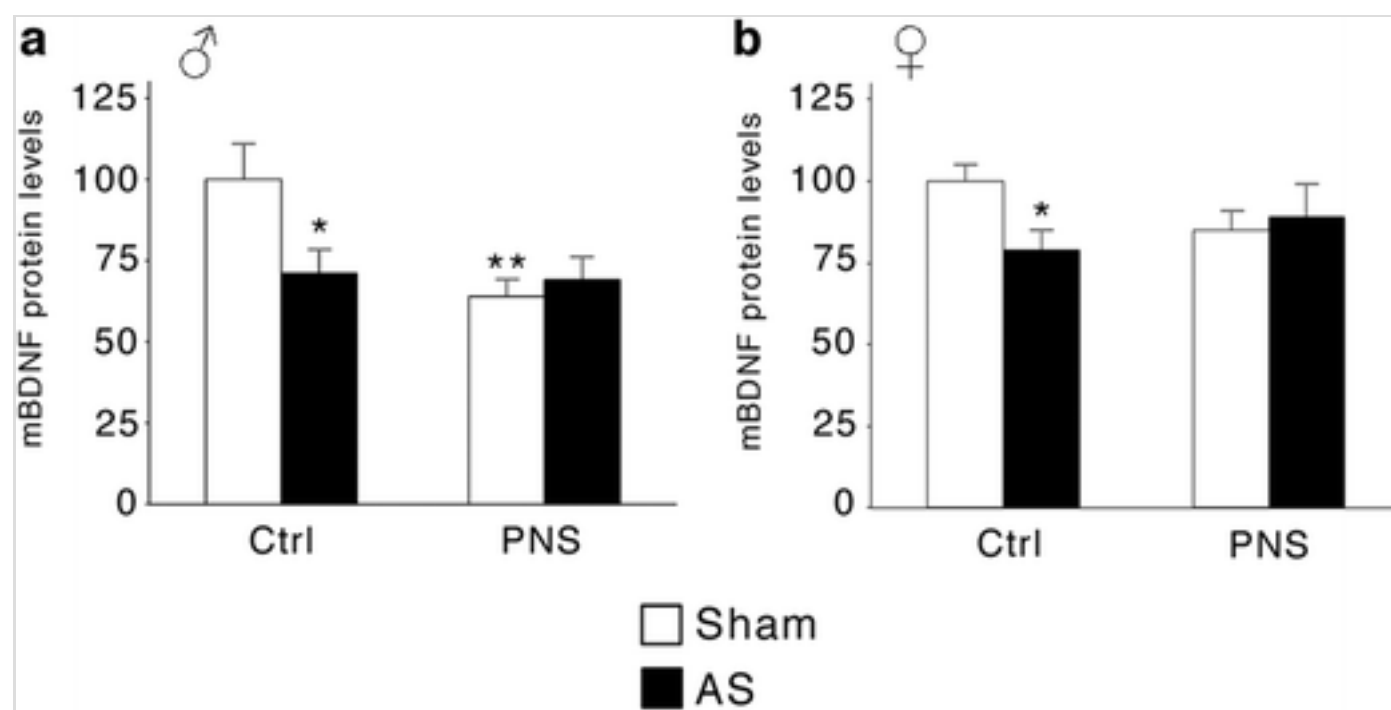 a ♂
mBDNF protein levels
125
100
75
50
25
0
*
**
Ctrl PNS
b ♀
mBDNF protein levels
125
100
75
50
25
0
*
Ctrl PNS
Sham
AS